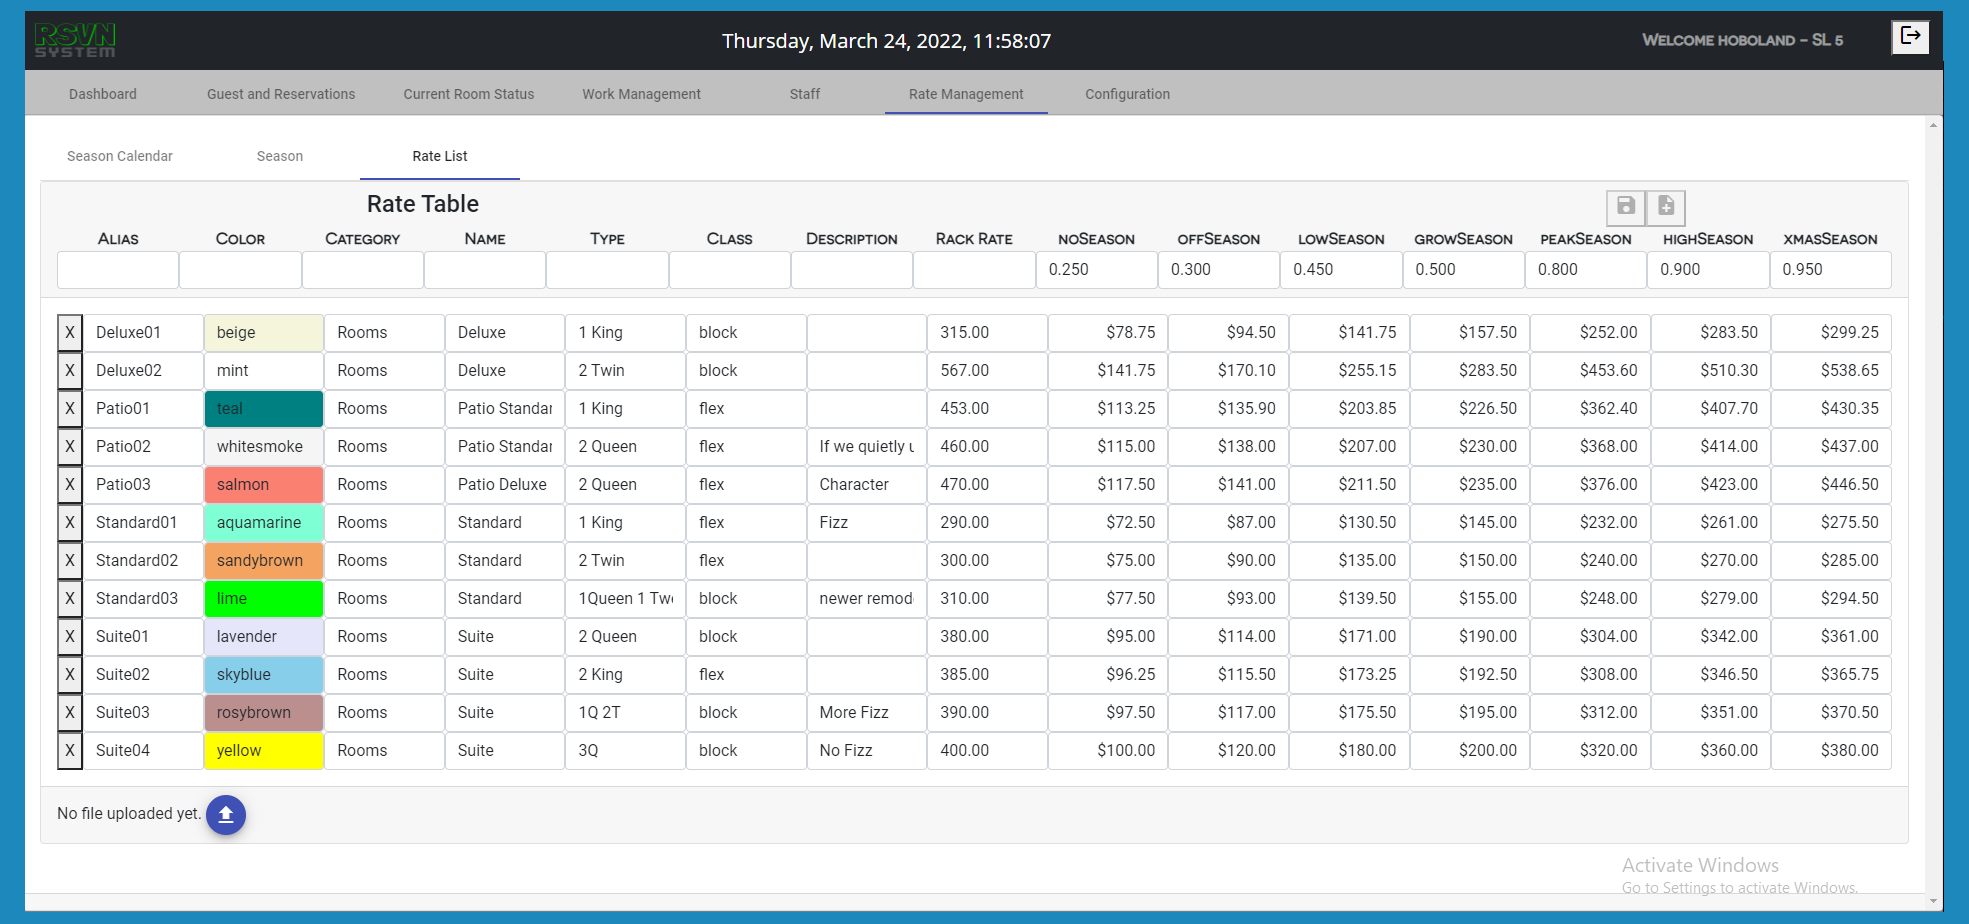 RSVN SYSTEM Thursday, March 24, 2022, 11:58:07 Welcome hoboland - SL 5
Dashboard Guest and Reservations Current Room Status Work Management Staff Rate Management Configuration
Season Calendar Season Rate List
Rate Table
Alias Color Category Name Type Class Description Rack Rate noSeason offSeason lowSeason growSeason peakSeason highSeason xmasSeason
0.250 0.300 0.450 0.500 0.800 0.900 0.950
X Deluxe01 beige Rooms Deluxe 1 King block 315.00 $78.75 $94.50 $141.75 $157.50 $252.00 $283.50 $299.25
X Deluxe02 mint Rooms Deluxe 2 Twin block 567.00 $141.75 $170.10 $255.15 $283.50 $453.60 $510.30 $538.65
X Patio01 teal Rooms Patio Standar 1 King flex 453.00 $113.25 $135.90 $203.85 $226.50 $362.40 $407.70 $430.35
X Patio02 whitesmoke Rooms Patio Standar 2 Queen flex If we quietly u 460.00 $115.00 $138.00 $207.00 $230.00 $368.00 $414.00 $437.00
X Patio03 salmon Rooms Patio Deluxe 2 Queen flex Character 470.00 $117.50 $141.00 $211.50 $235.00 $376.00 $423.00 $446.50
X Standard01 aquamarine Rooms Standard 1 King flex Fizz 290.00 $72.50 $87.00 $130.50 $145.00 $232.00 $261.00 $275.50
X Standard02 sandybrown Rooms Standard 2 Twin flex 300.00 $75.00 $90.00 $135.00 $150.00 $240.00 $270.00 $285.00
X Standard03 lime Rooms Standard 1Queen 1 Twe block newer remod 310.00 $77.50 $93.00 $139.50 $155.00 $248.00 $279.00 $294.50
X Suite01 lavender Rooms Suite 2 Queen block 380.00 $95.00 $114.00 $171.00 $190.00 $304.00 $342.00 $361.00
X Suite02 skyblue Rooms Suite 2 King flex 385.00 $96.25 $115.50 $173.25 $192.50 $308.00 $346.50 $365.75
X Suite03 rosybrown Rooms Suite 1Q 2T block More Fizz 390.00 $97.50 $117.00 $175.50 $195.00 $312.00 $351.00 $370.50
X Suite04 yellow Rooms Suite 3Q block No Fizz 400.00 $100.00 $120.00 $180.00 $200.00 $320.00 $360.00 $380.00
No file uploaded yet.
Activate Windows
Go to Settings to activate Windows.